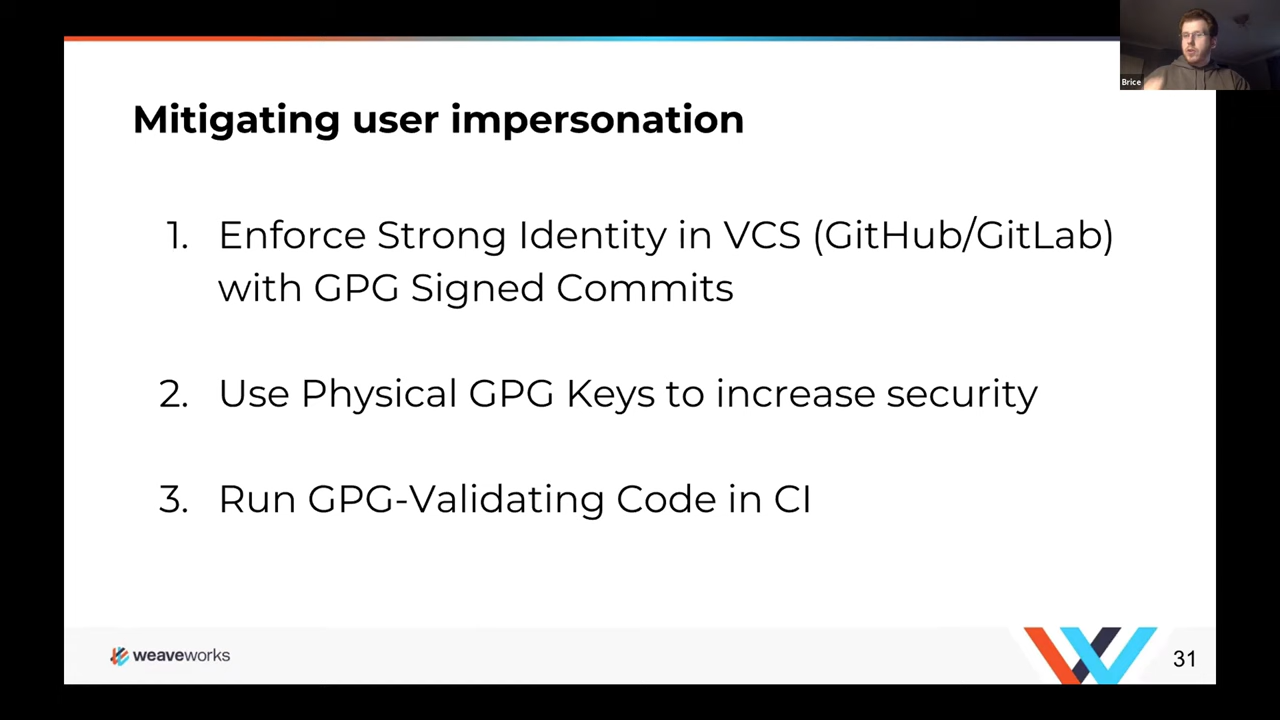 Brice
Mitigating user impersonation
1. Enforce Strong Identity in VCS (GitHub/GitLab)
with GPG Signed Commits
2. Use Physical GPG Keys to increase security
3. Run GPG-Validating Code in CI
weaveworks
31